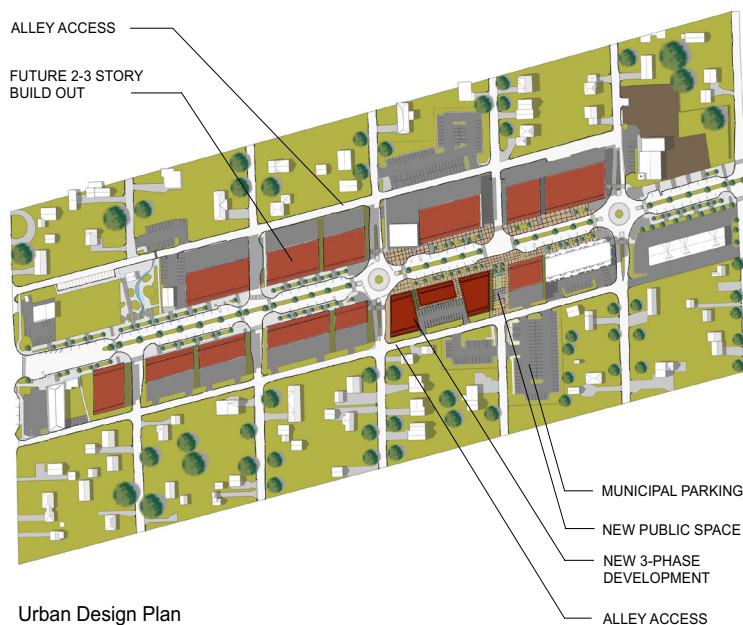 ALLEY ACCESS
FUTURE 2-3 STORY
BUILD OUT
MUNICIPAL PARKING
NEW PUBLIC SPACE
NEW 3-PHASE
DEVELOPMENT
ALLEY ACCESS
Urban Design Plan